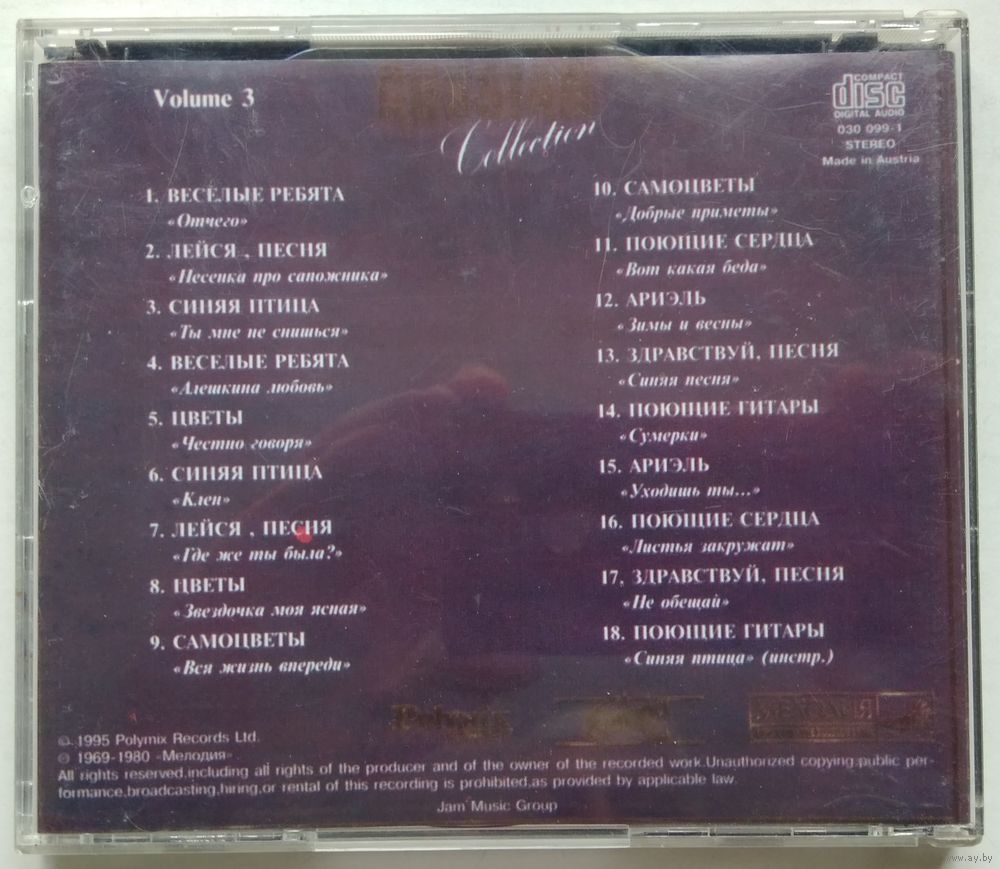 Volume 3
Collection
COMPACT
disc
DIGITAL AUDIO
030 099-1
STEREO
Made in Austria
1. ВЕСЁЛЫЕ РЕБЯТА
«Отчего»
2. ЛЕЙСЯ , ПЕСНЯ
«Песенка про сапожника»
3. СИНЯЯ ПТИЦА
«Ты мне не снишься»
4. ВЕСЕЛЫЕ РЕБЯТА
«Алешкина любовь»
5. ЦВЕТЫ
«Честно говоря»
6. СИНЯЯ ПТИЦА
«Клен»
7. ЛЕЙСЯ , ПЕСНЯ
«Где же ты была?»
8. ЦВЕТЫ
«Звездочка моя ясная»
9. САМОЦВЕТЫ
«Вся жизнь впереди»
10. САМОЦВЕТЫ
«Добрые приметы»
11. ПОЮЩИЕ СЕРДЦА
«Вот какая беда»
12. АРИЭЛЬ
«Зимы и весны»
13. ЗДРАВСТВУЙ, ПЕСНЯ
«Синяя песня»
14. ПОЮЩИЕ ГИТАРЫ
«Сумерки»
15. АРИЭЛЬ
«Уходишь ты...»
16. ПОЮЩИЕ СЕРДЦА
«Листья закружат»
17. ЗДРАВСТВУЙ, ПЕСНЯ
«Не обещай»
18. ПОЮЩИЕ ГИТАРЫ
«Синяя птица» (инстр.)
Polymix
© 1995 Polymix Records Ltd.
℗ 1969-1980 «Мелодия»
All rights reserved,including all rights of the producer and of the owner of the recorded work.Unauthorized copying,public per-
formance,broadcasting,hiring,or rental of this recording is prohibited,as provided by applicable law.
Jam Music Group
www.ay.by